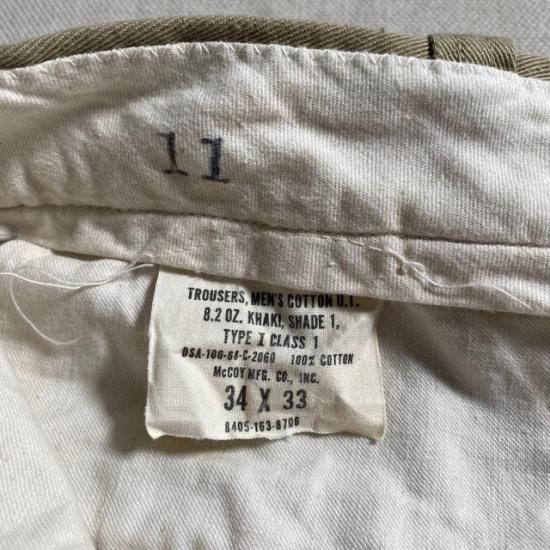 11
TROUSERS, MEN'S COTTON U.T.
8.2 OZ. KHAKI, SHADE 1,
TYPE I CLASS 1
DSA-100-68-C-2060 100% COTTON
McCOY MFG. CO., INC.
34 X 33
8405-163-8706